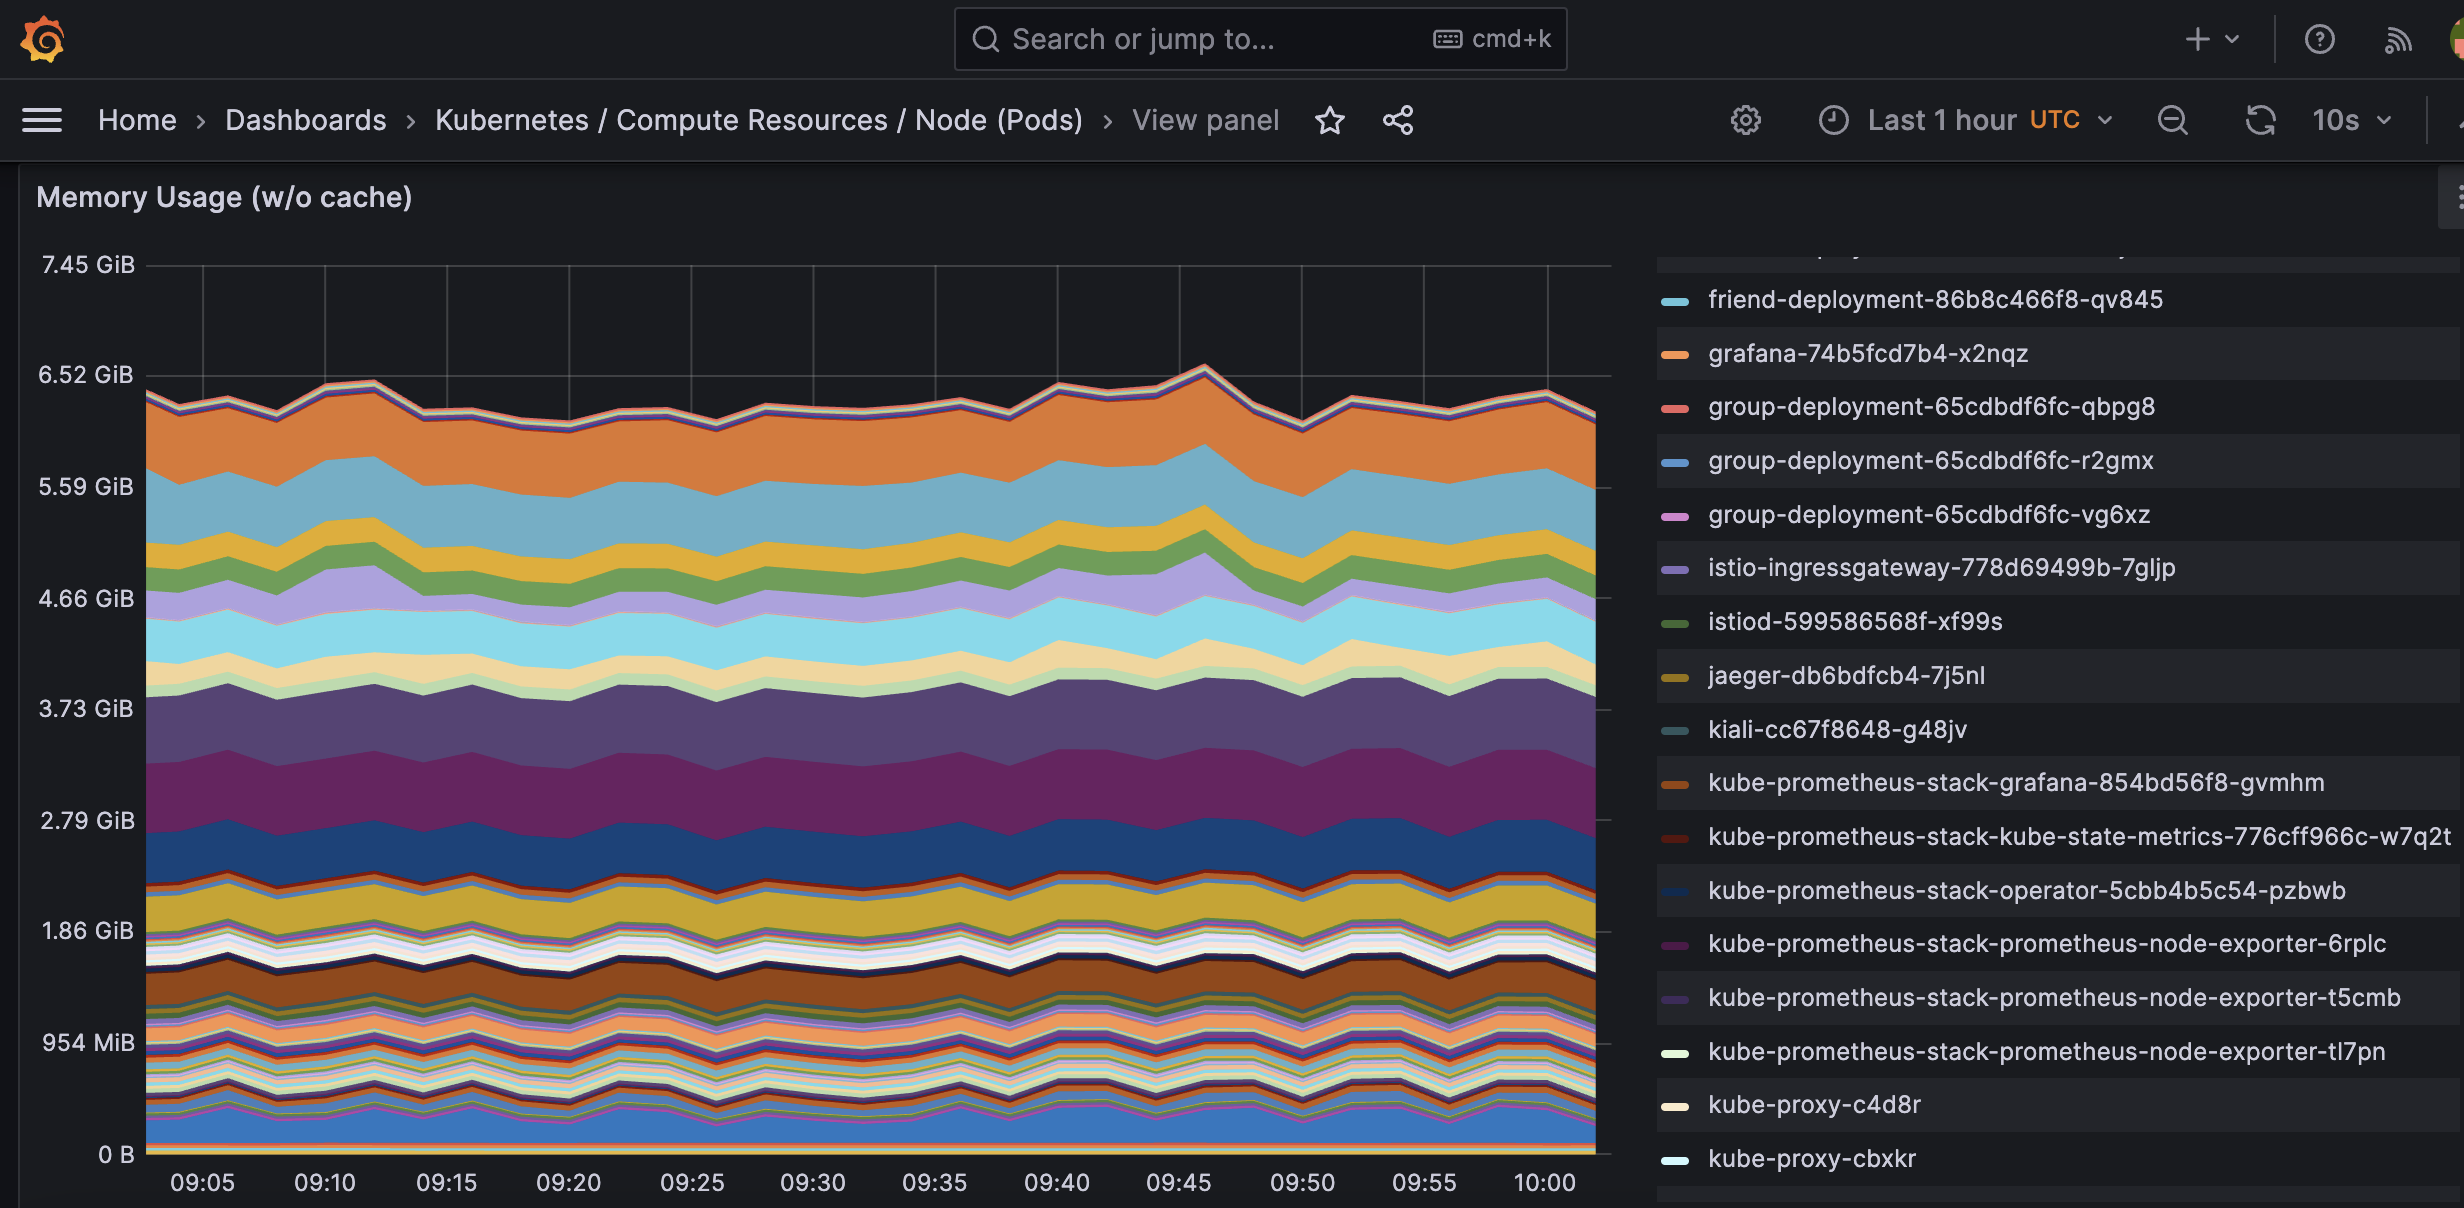 Search or jump to... cmd+k
Home › Dashboards › Kubernetes / Compute Resources / Node (Pods) › View panel
Last 1 hour UTC
10s
Memory Usage (w/o cache)
7.45 GiB
6.52 GiB
5.59 GiB
4.66 GiB
3.73 GiB
2.79 GiB
1.86 GiB
954 MiB
0 B
09:05 09:10 09:15 09:20 09:25 09:30 09:35 09:40 09:45 09:50 09:55 10:00
friend-deployment-86b8c466f8-qv845
grafana-74b5fcd7b4-x2nqz
group-deployment-65cdbdf6fc-qbpg8
group-deployment-65cdbdf6fc-r2gmx
group-deployment-65cdbdf6fc-vg6xz
istio-ingressgateway-778d69499b-7gljp
istiod-599586568f-xf99s
jaeger-db6bdfcb4-7j5nl
kiali-cc67f8648-g48jv
kube-prometheus-stack-grafana-854bd56f8-gvmhm
kube-prometheus-stack-kube-state-metrics-776cff966c-w7q2t
kube-prometheus-stack-operator-5cbb4b5c54-pzbwb
kube-prometheus-stack-prometheus-node-exporter-6rplc
kube-prometheus-stack-prometheus-node-exporter-t5cmb
kube-prometheus-stack-prometheus-node-exporter-tl7pn
kube-proxy-c4d8r
kube-proxy-cbxkr